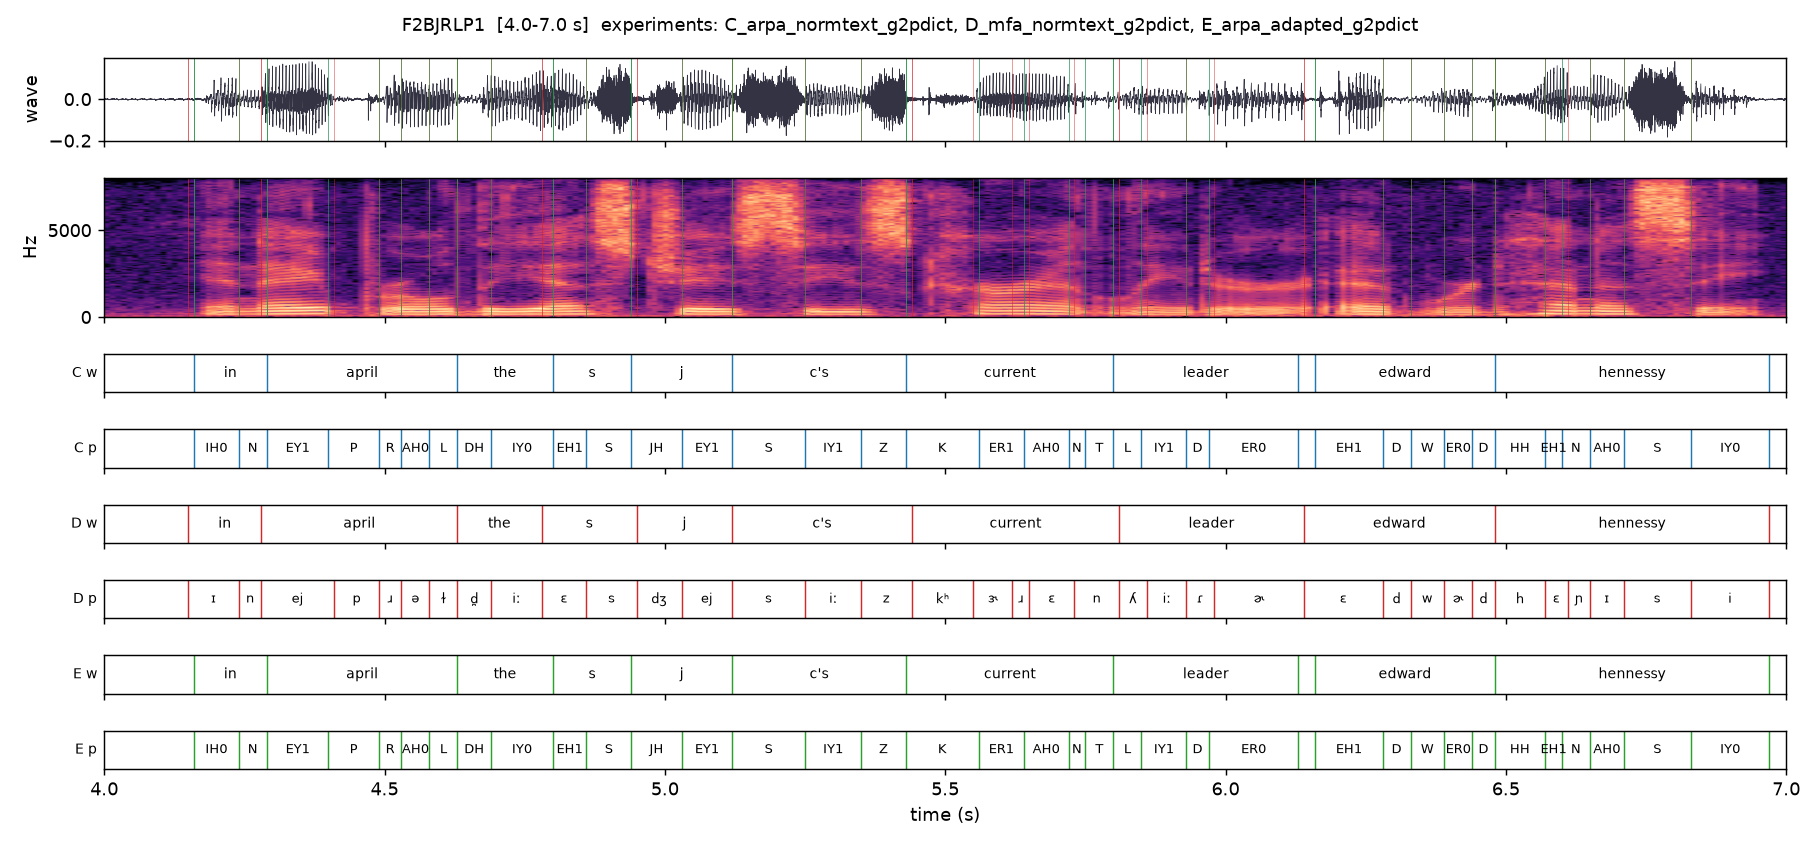 F2BJRLP1  [4.0-7.0 s]  experiments: C_arpa_normtext_g2pdict, D_mfa_normtext_g2pdict, E_arpa_adapted_g2pdict
wave
0.0
−0.2
Hz
5000
0
C w in april the s j c's current leader edward hennessy
C p IH0 N EY1 P R AH0 L DH IY0 EH1 S JH EY1 S IY1 Z K ER1 AH0 N T L IY1 D ER0 EH1 D W ER0 D HH EH1 N AH0 S IY0
D w in april the s j c's current leader edward hennessy
D p ɪ n ej p ɹ ə ɫ d̪ iː ɛ s dʒ ej s iː z kʰ ɝ ɹ ɛ n ʎ iː ɾ ɚ ɛ d w ɚ d h ɛ ɲ ɪ s i
E w in april the s j c's current leader edward hennessy
E p IH0 N EY1 P R AH0 L DH IY0 EH1 S JH EY1 S IY1 Z K ER1 AH0 N T L IY1 D ER0 EH1 D W ER0 D HH EH1 N AH0 S IY0
4.0 4.5 5.0 5.5 6.0 6.5 7.0
time (s)